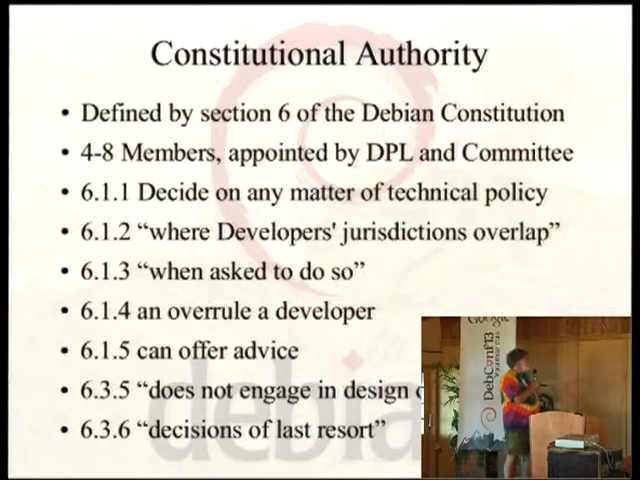 Constitutional Authority
• Defined by section 6 of the Debian Constitution
• 4-8 Members, appointed by DPL and Committee
• 6.1.1 Decide on any matter of technical policy
• 6.1.2 “where Developers' jurisdictions overlap”
• 6.1.3 “when asked to do so”
• 6.1.4 an overrule a developer
• 6.1.5 can offer advice
• 6.3.5 “does not engage in design
• 6.3.6 “decisions of last resort”
debia
Google
DebConf13
Vaumarcus